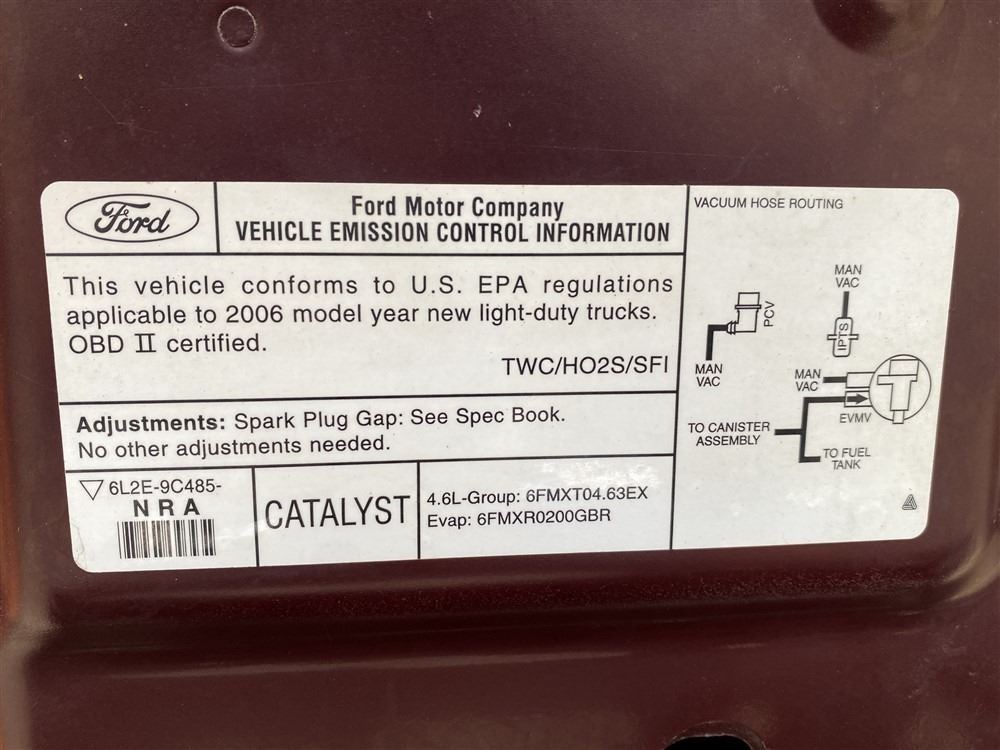 Ford
Ford Motor Company
VEHICLE EMISSION CONTROL INFORMATION
This vehicle conforms to U.S. EPA regulations
applicable to 2006 model year new light-duty trucks.
OBD II certified.
TWC/HO2S/SFI
Adjustments: Spark Plug Gap: See Spec Book.
No other adjustments needed.
6L2E-9C485-
NRA
CATALYST
4.6L-Group: 6FMXT04.63EX
Evap: 6FMXR0200GBR
VACUUM HOSE ROUTING
MAN
VAC
PCV
MAN
VAC
IPTS
MAN
VAC
EVMV
TO CANISTER
ASSEMBLY
TO FUEL
TANK